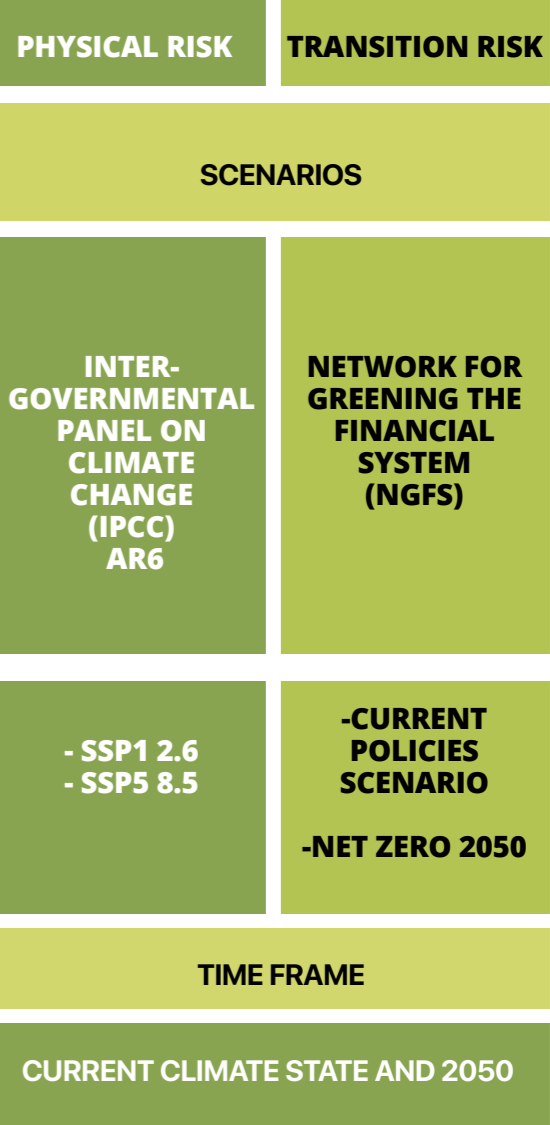 PHYSICAL RISK
TRANSITION RISK
SCENARIOS
INTER-
GOVERNMENTAL
PANEL ON
CLIMATE
CHANGE
(IPCC)
AR6
NETWORK FOR
GREENING THE
FINANCIAL
SYSTEM
(NGFS)
- SSP1 2.6
- SSP5 8.5
-CURRENT
POLICIES
SCENARIO
-NET ZERO 2050
TIME FRAME
CURRENT CLIMATE STATE AND 2050